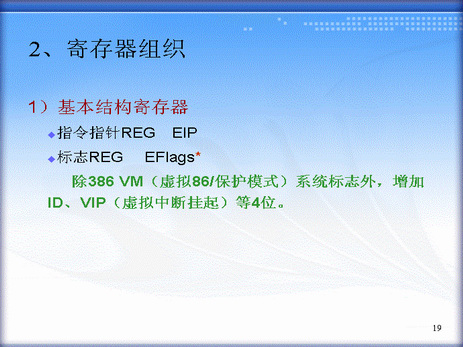 2、寄存器组织
1）基本结构寄存器
指令指针REG EIP
标志REG EFlags*
除386 VM（虚拟86/保护模式）系统标志外，增加
ID、VIP（虚拟中断挂起）等4位。
19